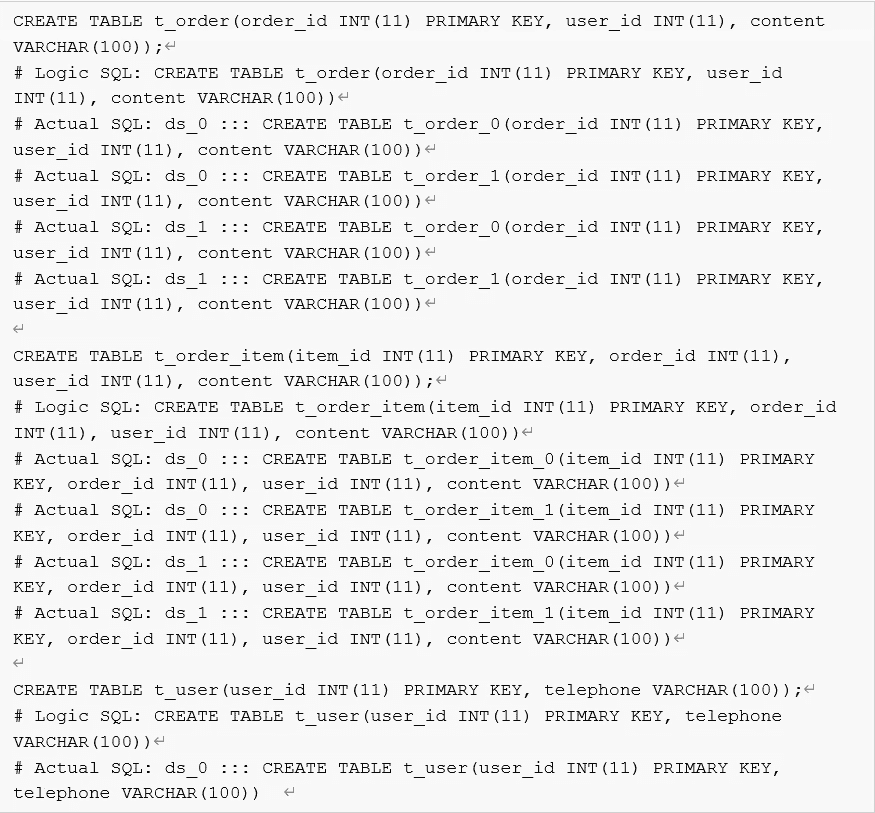 CREATE TABLE t_order(order_id INT(11) PRIMARY KEY, user_id INT(11), content
VARCHAR(100));↵
# Logic SQL: CREATE TABLE t_order(order_id INT(11) PRIMARY KEY, user_id
INT(11), content VARCHAR(100))↵
# Actual SQL: ds_0 ::: CREATE TABLE t_order_0(order_id INT(11) PRIMARY KEY,
user_id INT(11), content VARCHAR(100))↵
# Actual SQL: ds_0 ::: CREATE TABLE t_order_1(order_id INT(11) PRIMARY KEY,
user_id INT(11), content VARCHAR(100))↵
# Actual SQL: ds_1 ::: CREATE TABLE t_order_0(order_id INT(11) PRIMARY KEY,
user_id INT(11), content VARCHAR(100))↵
# Actual SQL: ds_1 ::: CREATE TABLE t_order_1(order_id INT(11) PRIMARY KEY,
user_id INT(11), content VARCHAR(100))↵
↵
CREATE TABLE t_order_item(item_id INT(11) PRIMARY KEY, order_id INT(11),
user_id INT(11), content VARCHAR(100));↵
# Logic SQL: CREATE TABLE t_order_item(item_id INT(11) PRIMARY KEY, order_id
INT(11), user_id INT(11), content VARCHAR(100))↵
# Actual SQL: ds_0 ::: CREATE TABLE t_order_item_0(item_id INT(11) PRIMARY
KEY, order_id INT(11), user_id INT(11), content VARCHAR(100))↵
# Actual SQL: ds_0 ::: CREATE TABLE t_order_item_1(item_id INT(11) PRIMARY
KEY, order_id INT(11), user_id INT(11), content VARCHAR(100))↵
# Actual SQL: ds_1 ::: CREATE TABLE t_order_item_0(item_id INT(11) PRIMARY
KEY, order_id INT(11), user_id INT(11), content VARCHAR(100))↵
# Actual SQL: ds_1 ::: CREATE TABLE t_order_item_1(item_id INT(11) PRIMARY
KEY, order_id INT(11), user_id INT(11), content VARCHAR(100))↵
↵
CREATE TABLE t_user(user_id INT(11) PRIMARY KEY, telephone VARCHAR(100));↵
# Logic SQL: CREATE TABLE t_user(user_id INT(11) PRIMARY KEY, telephone
VARCHAR(100))↵
# Actual SQL: ds_0 ::: CREATE TABLE t_user(user_id INT(11) PRIMARY KEY,
telephone VARCHAR(100)) ↵